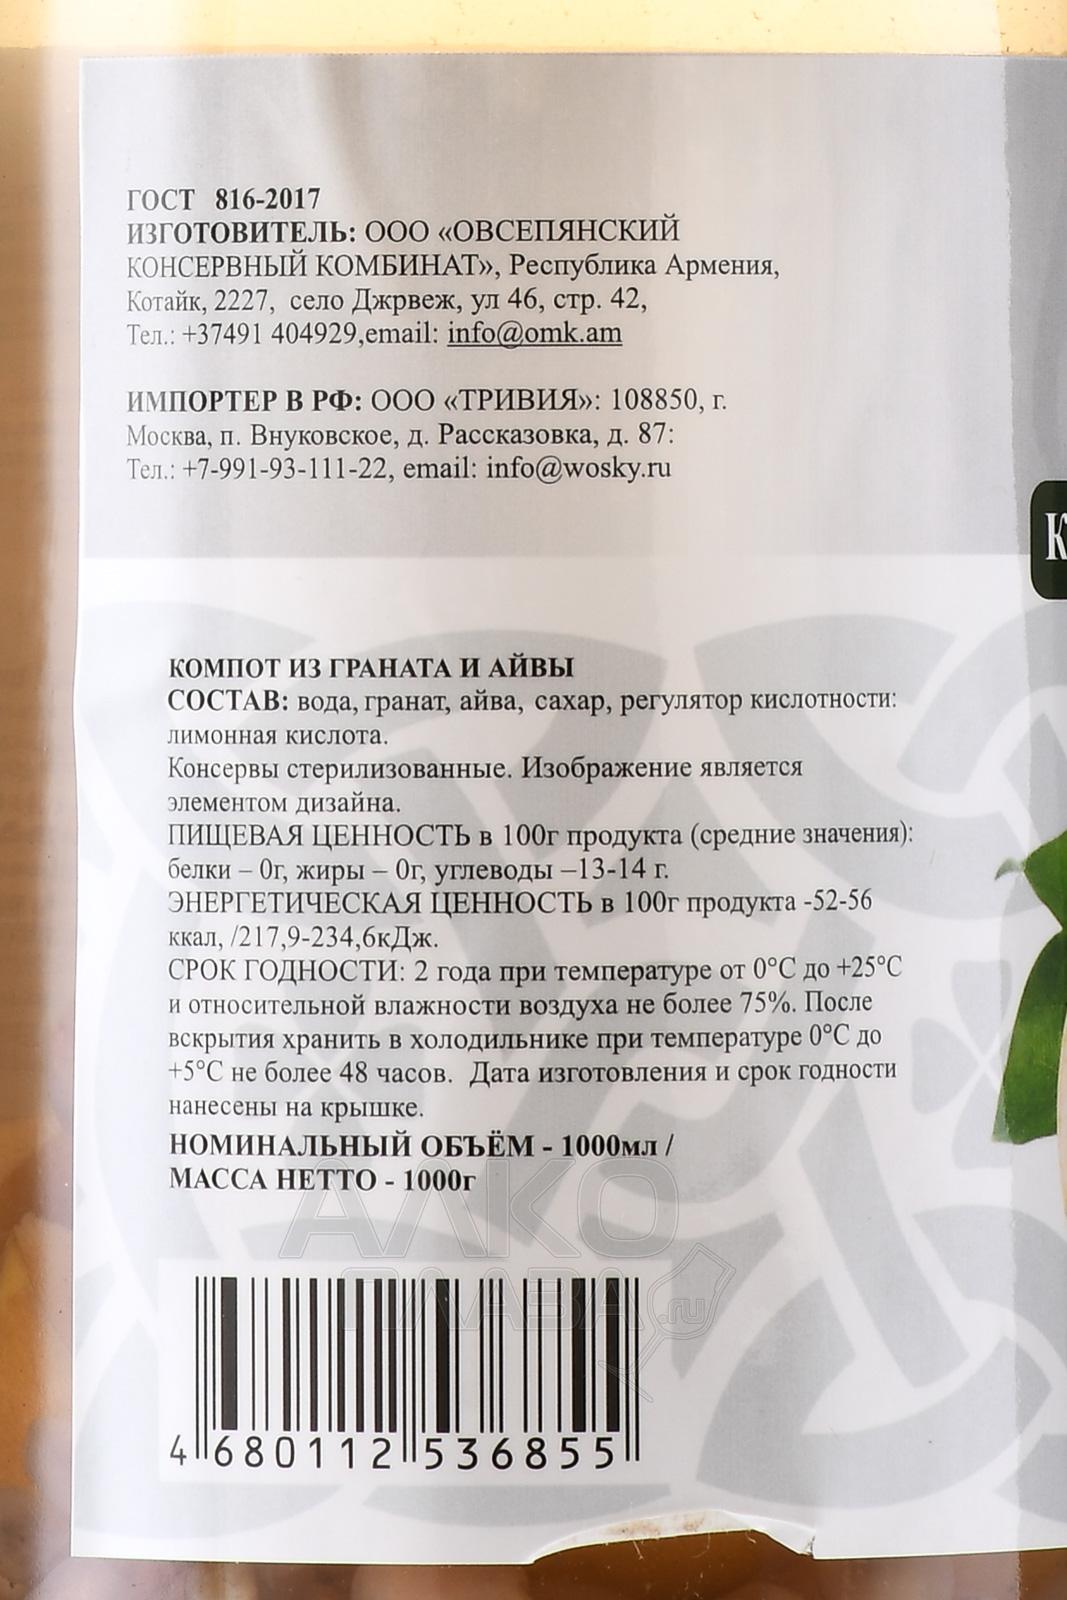 ГОСТ 816-2017
ИЗГОТОВИТЕЛЬ: ООО «ОВСЕПЯНСКИЙ
КОНСЕРВНЫЙ КОМБИНАТ», Республика Армения,
Котайк, 2227, село Джрвеж, ул 46, стр. 42,
Тел.: +37491 404929,email: info@omk.am
ИМПОРТЕР В РФ: ООО «ТРИВИЯ»: 108850, г.
Москва, п. Внуковское, д. Рассказовка, д. 87:
Тел.: +7-991-93-111-22, email: info@wosky.ru
КОМПОТ ИЗ ГРАНАТА И АЙВЫ
СОСТАВ: вода, гранат, айва, сахар, регулятор кислотности:
лимонная кислота.
Консервы стерилизованные. Изображение является
элементом дизайна.
ПИЩЕВАЯ ЦЕННОСТЬ в 100г продукта (средние значения):
белки – 0г, жиры – 0г, углеводы –13-14 г.
ЭНЕРГЕТИЧЕСКАЯ ЦЕННОСТЬ в 100г продукта -52-56
ккал, /217,9-234,6кДж.
СРОК ГОДНОСТИ: 2 года при температуре от 0°С до +25°С
и относительной влажности воздуха не более 75%. После
вскрытия хранить в холодильнике при температуре 0°С до
+5°С не более 48 часов. Дата изготовления и срок годности
нанесены на крышке.
НОМИНАЛЬНЫЙ ОБЪЁМ - 1000мл /
МАССА НЕТТО - 1000г
АЛКО
ПЛАВА.ru
4 680112 536855